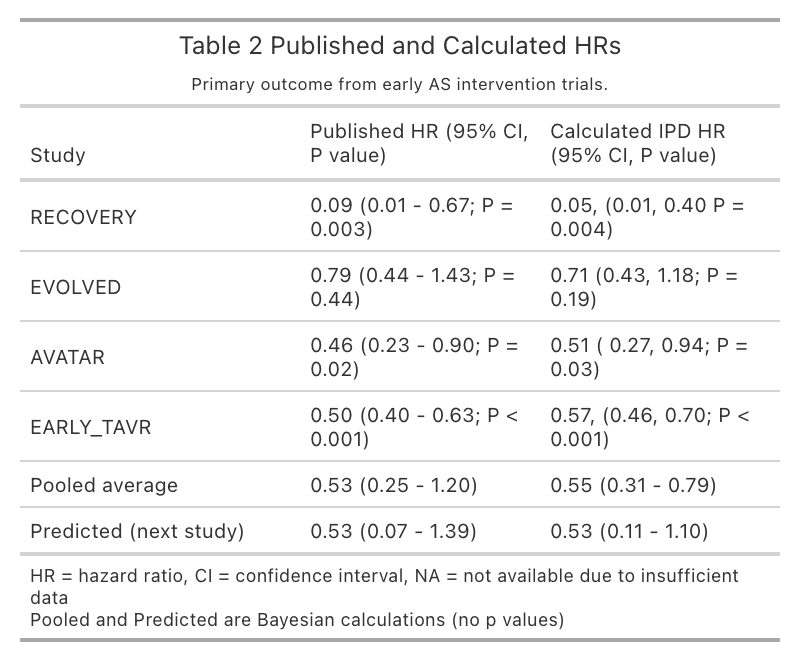 Table 2 Published and Calculated HRs
Primary outcome from early AS intervention trials.
Study
Published HR (95% CI,
P value)
Calculated IPD HR
(95% CI, P value)
RECOVERY
0.09 (0.01 - 0.67; P =
0.003)
0.05, (0.01, 0.40 P =
0.004)
EVOLVED
0.79 (0.44 - 1.43; P =
0.44)
0.71 (0.43, 1.18; P =
0.19)
AVATAR
0.46 (0.23 - 0.90; P =
0.02)
0.51 ( 0.27, 0.94; P =
0.03)
EARLY_TAVR
0.50 (0.40 - 0.63; P <
0.001)
0.57, (0.46, 0.70; P <
0.001)
Pooled average
0.53 (0.25 - 1.20)
0.55 (0.31 - 0.79)
Predicted (next study)
0.53 (0.07 - 1.39)
0.53 (0.11 - 1.10)
HR = hazard ratio, CI = confidence interval, NA = not available due to insufficient
data
Pooled and Predicted are Bayesian calculations (no p values)